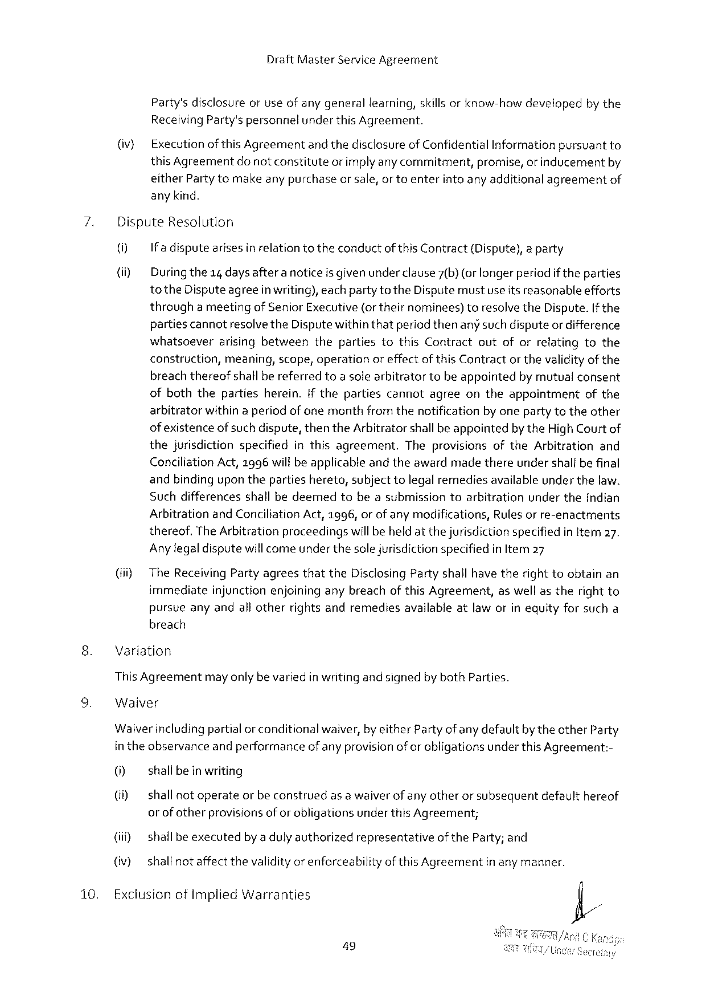 Draft Master Service Agreement
Party's disclosure or use of any general learning, skills or know-how developed by the
Receiving Party's personnel under this Agreement.
(iv) Execution of this Agreement and the disclosure of Confidential Information pursuant to
this Agreement do not constitute or imply any commitment, promise, or inducement by
either Party to make any purchase or sale, or to enter into any additional agreement of
any kind.
7. Dispute Resolution
(i) If a dispute arises in relation to the conduct of this Contract (Dispute), a party
(ii) During the 14 days after a notice is given under clause 7(b) (or longer period if the parties
to the Dispute agree in writing), each party to the Dispute must use its reasonable efforts
through a meeting of Senior Executive (or their nominees) to resolve the Dispute. If the
parties cannot resolve the Dispute within that period then any such dispute or difference
whatsoever arising between the parties to this Contract out of or relating to the
construction, meaning, scope, operation or effect of this Contract or the validity of the
breach thereof shall be referred to a sole arbitrator to be appointed by mutual consent
of both the parties herein. If the parties cannot agree on the appointment of the
arbitrator within a period of one month from the notification by one party to the other
of existence of such dispute, then the Arbitrator shall be appointed by the High Court of
the jurisdiction specified in this agreement. The provisions of the Arbitration and
Conciliation Act, 1996 will be applicable and the award made there under shall be final
and binding upon the parties hereto, subject to legal remedies available under the law.
Such differences shall be deemed to be a submission to arbitration under the Indian
Arbitration and Conciliation Act, 1996, or of any modifications, Rules or re-enactments
thereof. The Arbitration proceedings will be held at the jurisdiction specified in Item 27.
Any legal dispute will come under the sole jurisdiction specified in Item 27
(iii) The Receiving Party agrees that the Disclosing Party shall have the right to obtain an
immediate injunction enjoining any breach of this Agreement, as well as the right to
pursue any and all other rights and remedies available at law or in equity for such a
breach
8. Variation
This Agreement may only be varied in writing and signed by both Parties.
9. Waiver
Waiver including partial or conditional waiver, by either Party of any default by the other Party
in the observance and performance of any provision of or obligations under this Agreement:-
(i) shall be in writing
(ii) shall not operate or be construed as a waiver of any other or subsequent default hereof
or of other provisions of or obligations under this Agreement;
(iii) shall be executed by a duly authorized representative of the Party; and
(iv) shall not affect the validity or enforceability of this Agreement in any manner.
10. Exclusion of Implied Warranties
अनिल चन्द /Anil C
49
अवर सचिव/Under Secretary